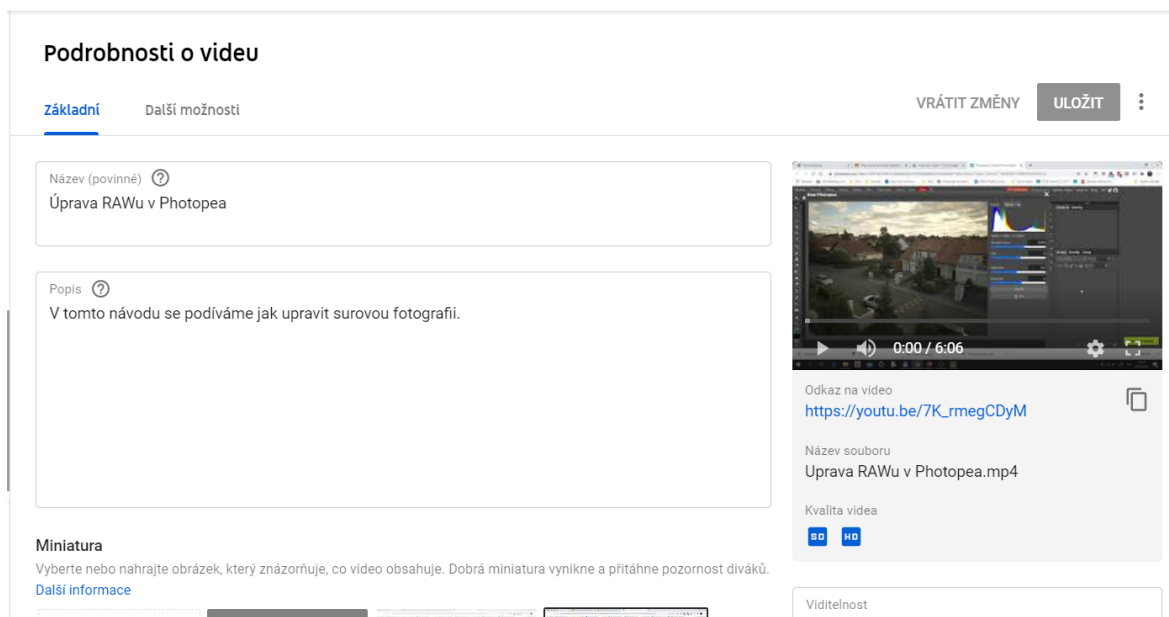 Podrobnosti o videu
Základní
Další možnosti
VRÁTIT ZMĚNY
ULOŽIT
Název (povinné)
Úprava RAWu v Photopea
Popis
V tomto návodu se podíváme jak upravit surovou fotografii.
0:00 / 6:06
Odkaz na video
https://youtu.be/7K_rmegCDyM
Název souboru
Uprava RAWu v Photopea.mp4
Kvalita videa
SD HD
Miniatura
Vyberte nebo nahrajte obrázek, který znázorňuje, co video obsahuje. Dobrá miniatura vynikne a přitáhne pozornost diváků.
Další informace
Viditelnost